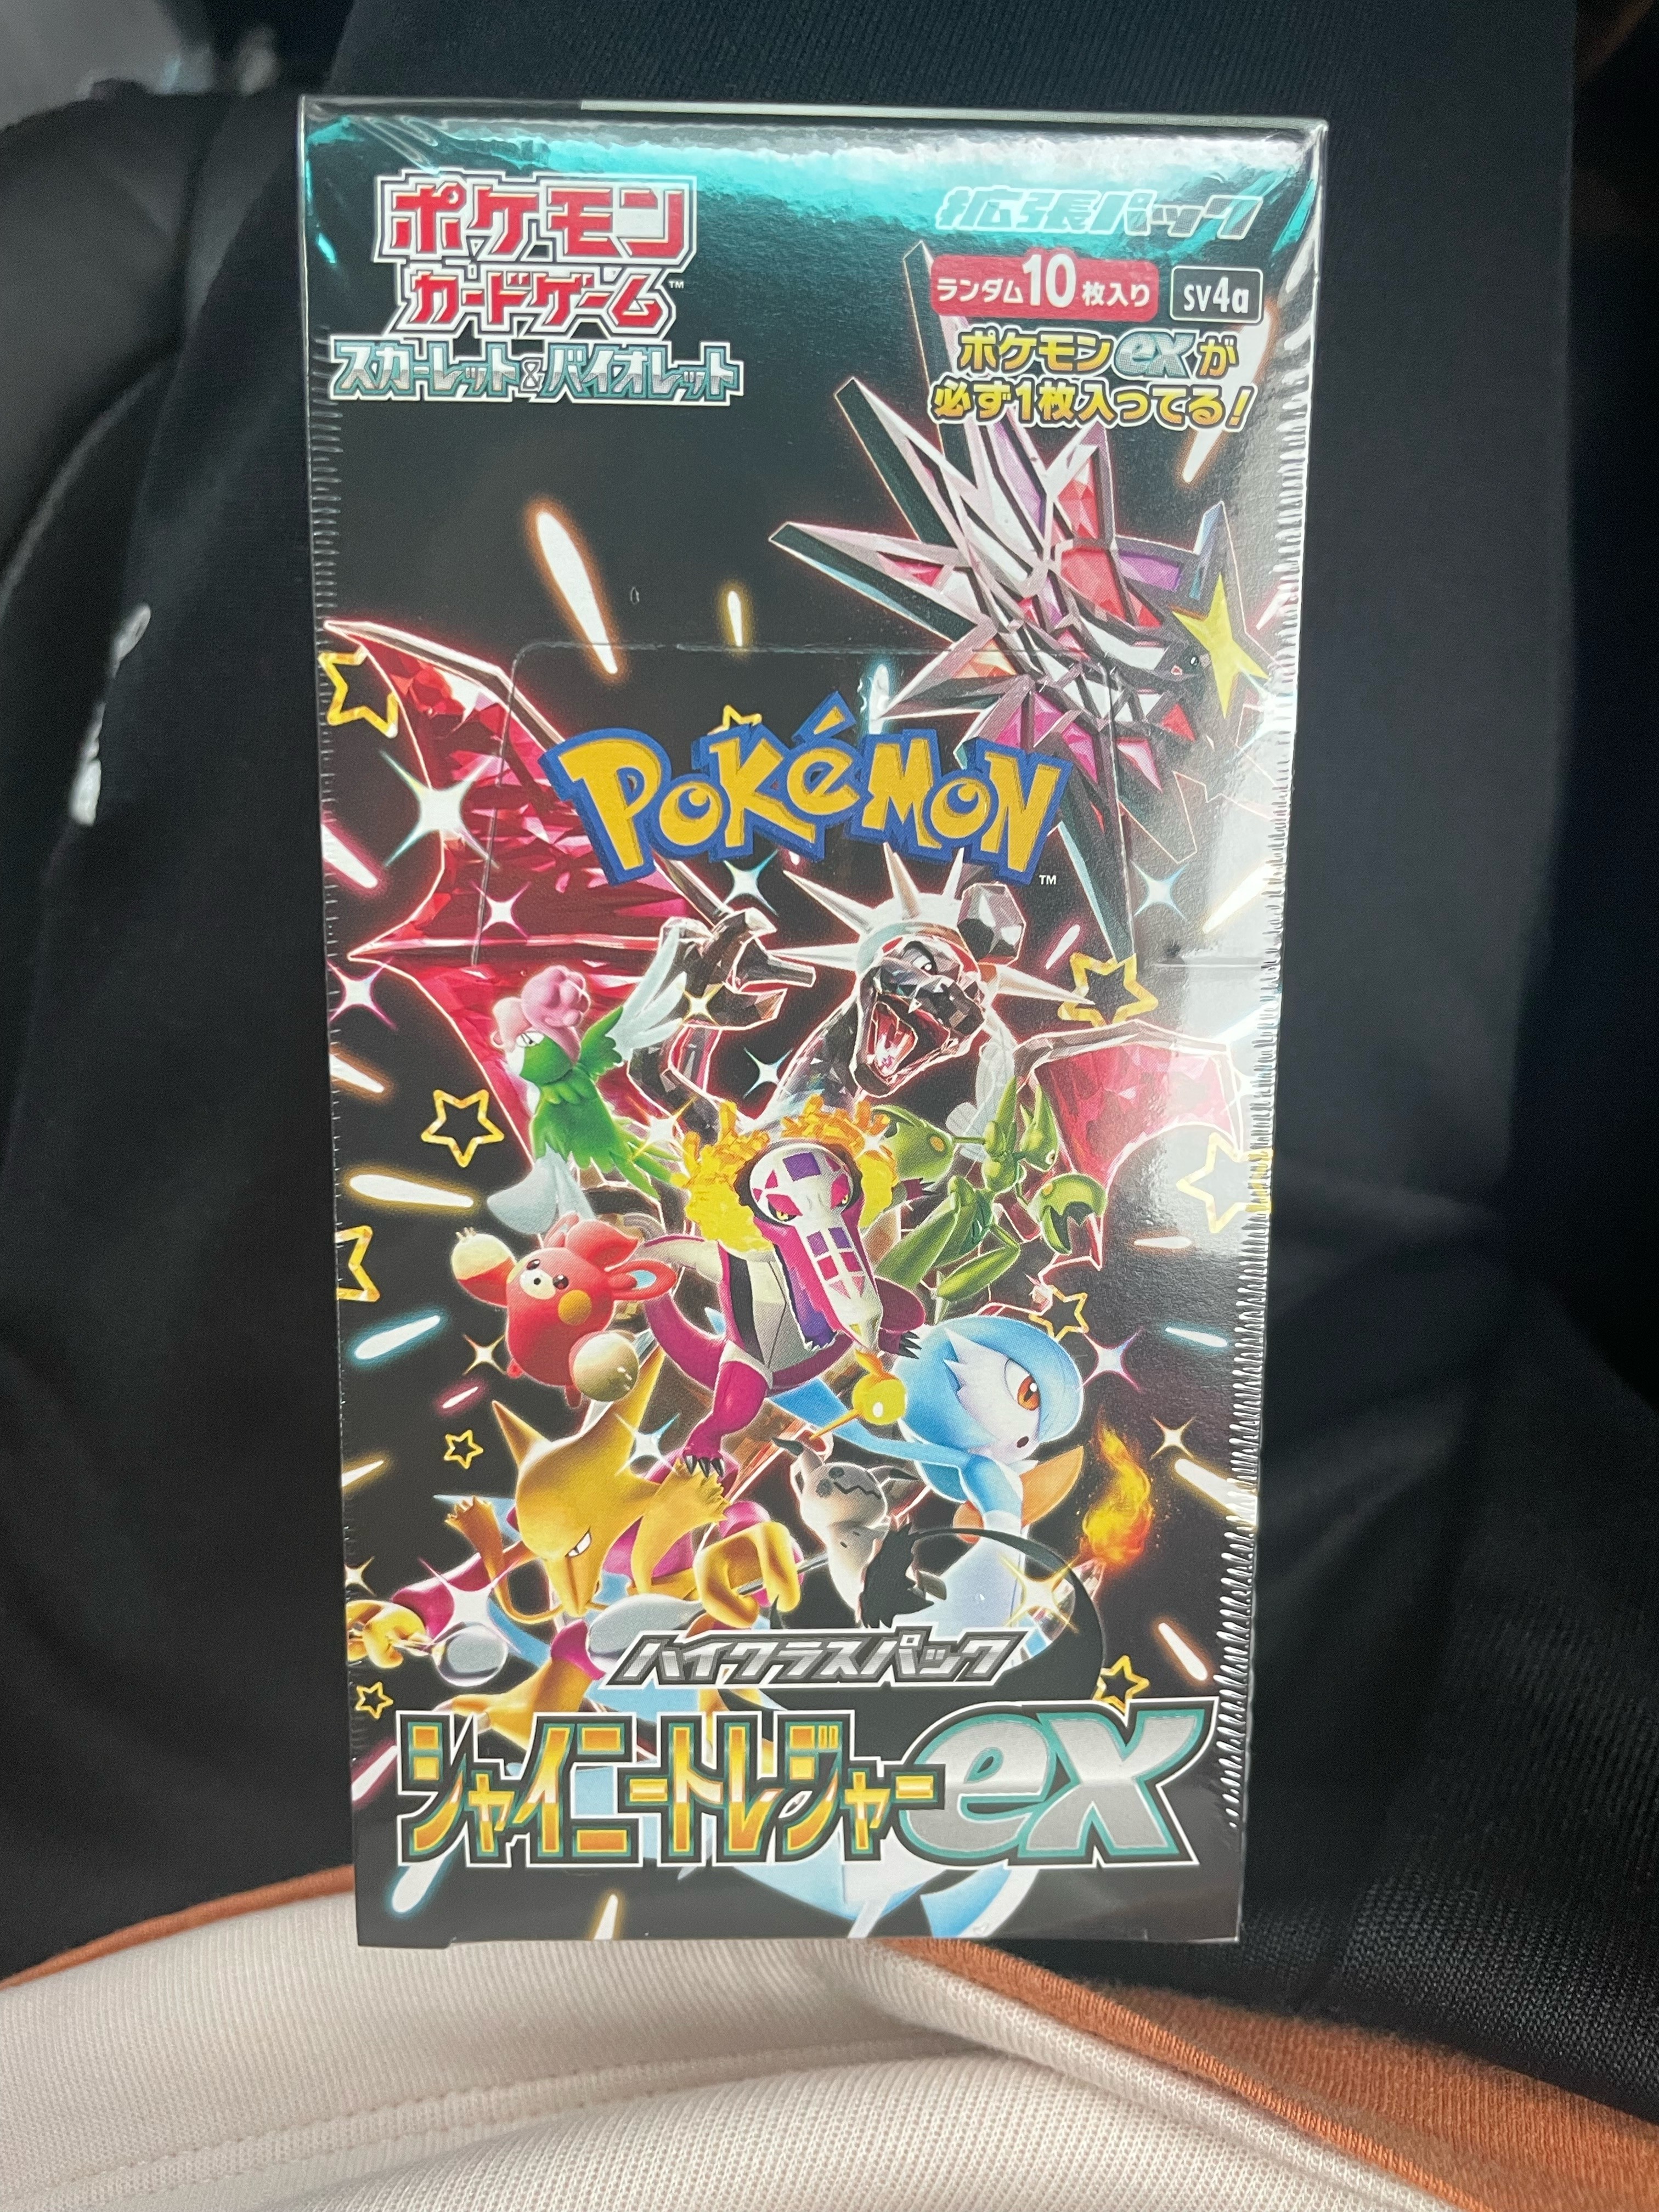 ポケモン
カードゲーム™
スカーレット&バイオレット
拡張パック
ランダム10枚入り
sv4a
ポケモンexが
必ず1枚入ってる!
POKéMON™
ハイクラスパック
シャイニートレジャーex